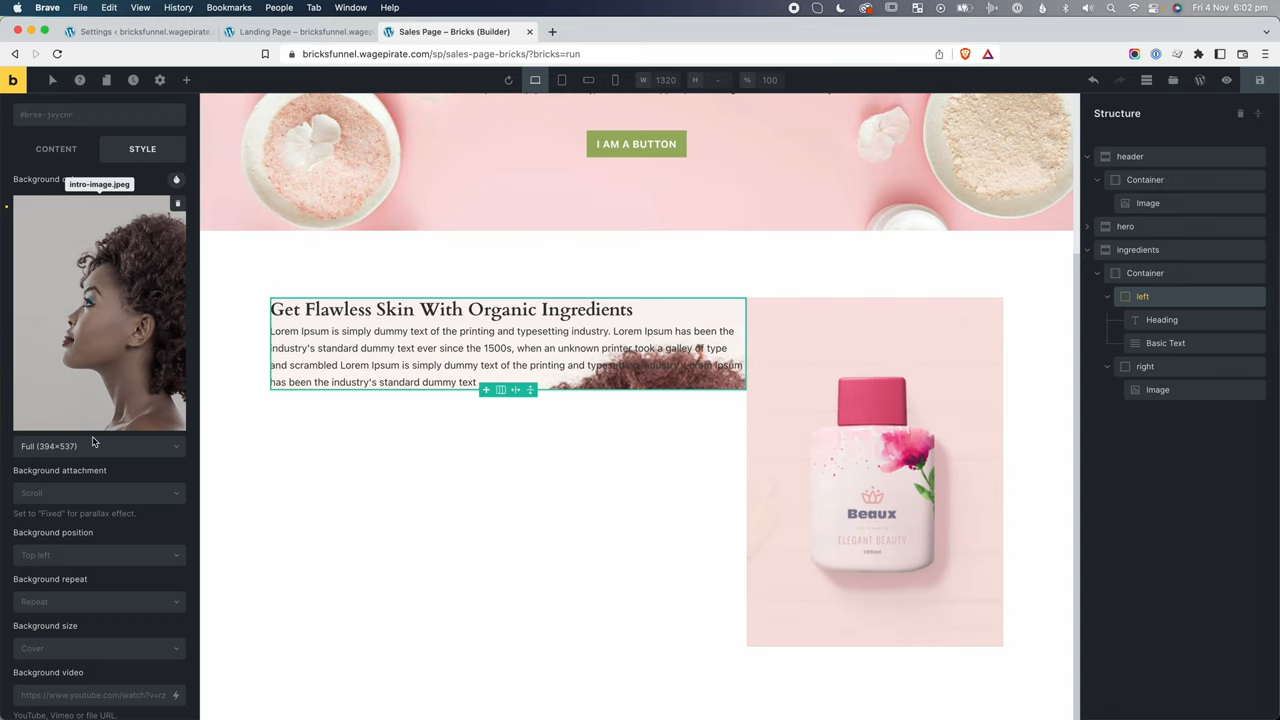 Brave File Edit View History Bookmarks People Tab Window Help
Fri 4 Nov 6:02 pm
Settings ‹ bricksfunnel.wagepirate.
Landing Page – bricksfunnel.wagep
Sales Page – Bricks (Builder)
bricksfunnel.wagepirate.com/sp/sales-page-bricks/?bricks=run
b
W 1320 H - % 100
#brxe-jvycnr
CONTENT STYLE
Background
intro-image.jpeg
Full (394×537)
Background attachment
Scroll
Set to "Fixed" for parallax effect.
Background position
Top left
Background repeat
Repeat
Background size
Cover
Background video
https://www.youtube.com/watch?v=rz
YouTube, Vimeo or file URL.
I AM A BUTTON
Get Flawless Skin With Organic Ingredients
Lorem Ipsum is simply dummy text of the printing and typesetting industry. Lorem Ipsum has been the
industry's standard dummy text ever since the 1500s, when an unknown printer took a galley of type
and scrambled Lorem Ipsum is simply dummy text of the printing and typesetting industry. Lorem Ipsum
has been the industry's standard dummy text
Beaux
ELEGANT BEAUTY
100ml
Structure
header
Container
Image
hero
ingredients
Container
left
Heading
Basic Text
right
Image